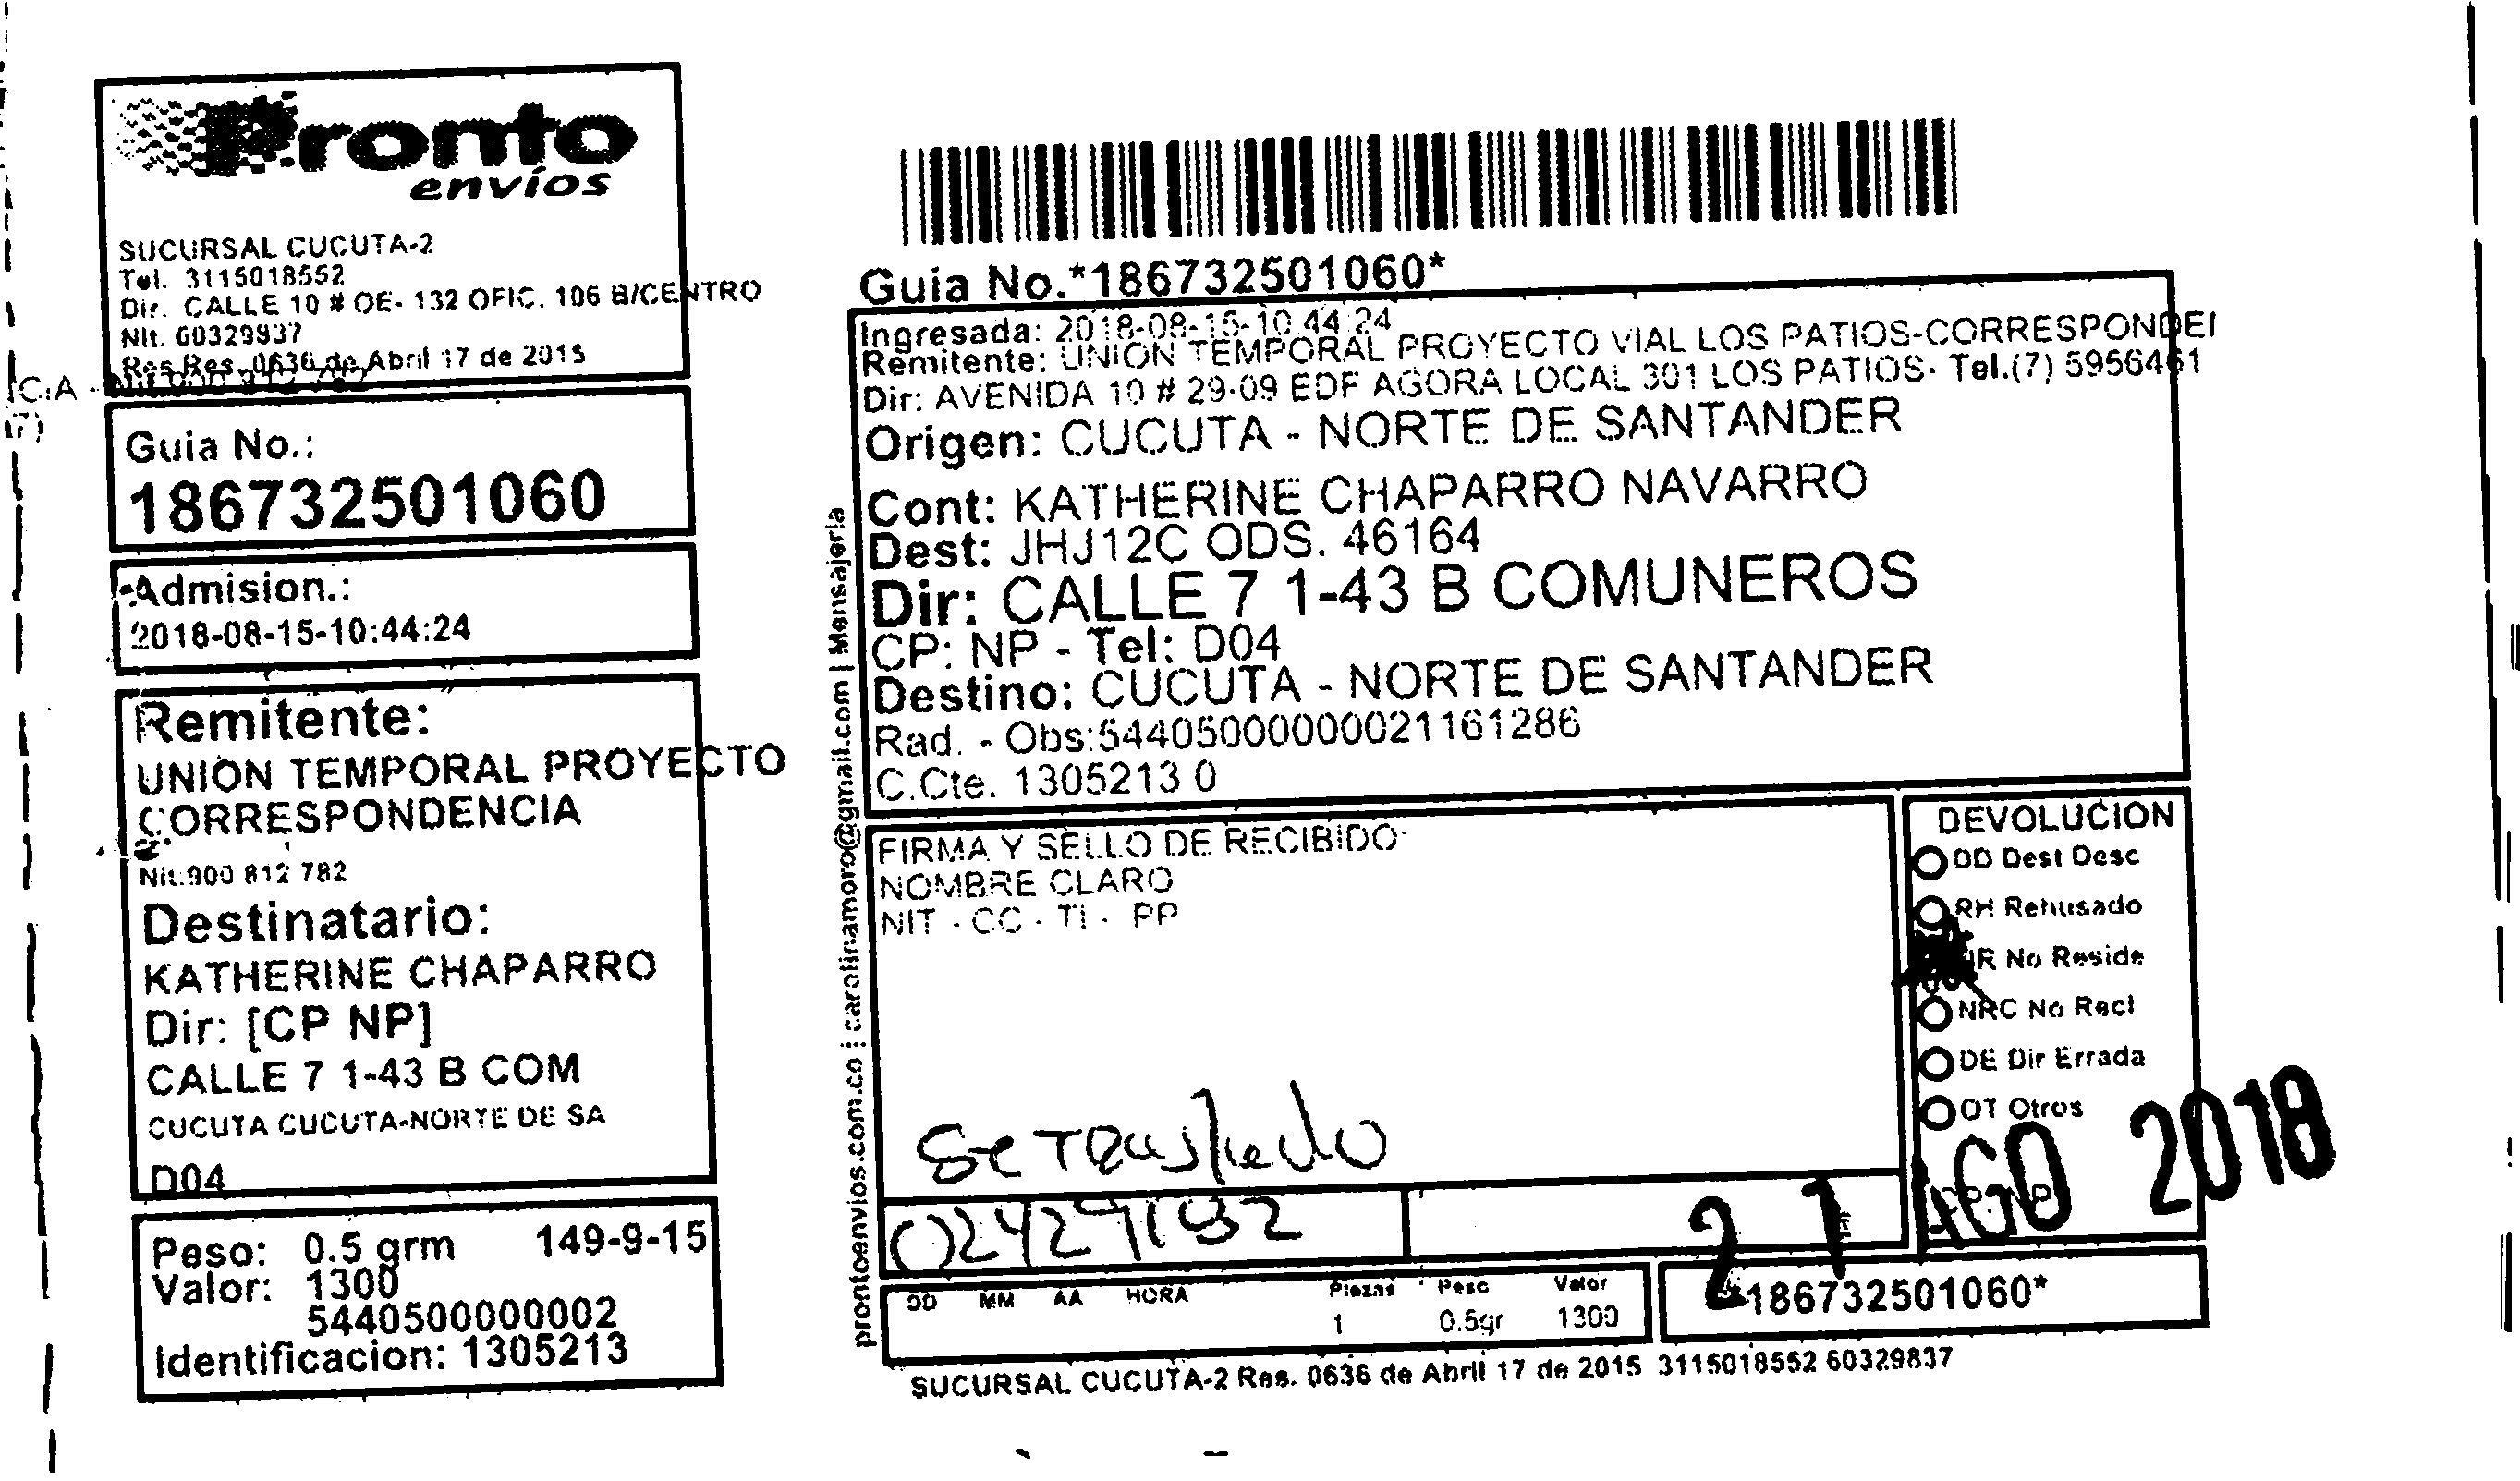 Pronto
envíos
SUCURSAL CUCUTA-2
Tel. 3115018552
Dir. CALLE 10 # OE- 132 OFIC. 106 B/CENTRO
Nit. 60329937
Res Res. 0636 de Abril 17 de 2015
Guia No.:
186732501060
Admision.:
2018-08-15-10:44:24
Remitente:
UNION TEMPORAL PROYECTO
CORRESPONDENCIA
Nit:900 812 782
Destinatario:
KATHERINE CHAPARRO
Dir: [CP NP]
CALLE 7 1-43 B COM
CUCUTA CUCUTA-NORTE DE SA
D04
Peso: 0.5 grm 149-9-15
Valor: 1300
5440500000002
Identificacion: 1305213
prontoenvios.com.co | carolinamoro@gmail.com | Mensajeria
Guia No.*186732501060*
Ingresada: 2018-08-15-10:44:24
Remitente: UNION TEMPORAL PROYECTO VIAL LOS PATIOS-CORRESPONDEI
Dir: AVENIDA 10 # 29-09 EDF AGORA LOCAL 301 LOS PATIOS- Tel.(7) 5956461
Origen: CUCUTA - NORTE DE SANTANDER
Cont: KATHERINE CHAPARRO NAVARRO
Dest: JHJ12C ODS. 46164
Dir: CALLE 7 1-43 B COMUNEROS
CP: NP - Tel: D04
Destino: CUCUTA - NORTE DE SANTANDER
Rad. - Obs:544050000000021161286
C.Cte. 1305213 0
FIRMA Y SELLO DE RECIBIDO
NOMBRE CLARO
NIT - CC - TI - PP
Se Trasledo
DEVOLUCION
DD Dest Desc
RH Rehusado
NR No Reside
NRC No Recl
DE Dir Errada
OT Otros
21 AGO 2018
DD MM AA HORA
Piezas Peso Valor
1 0.5gr 1300
*186732501060*
SUCURSAL CUCUTA-2 Res. 0636 de Abril 17 de 2015 3115018552 60329837